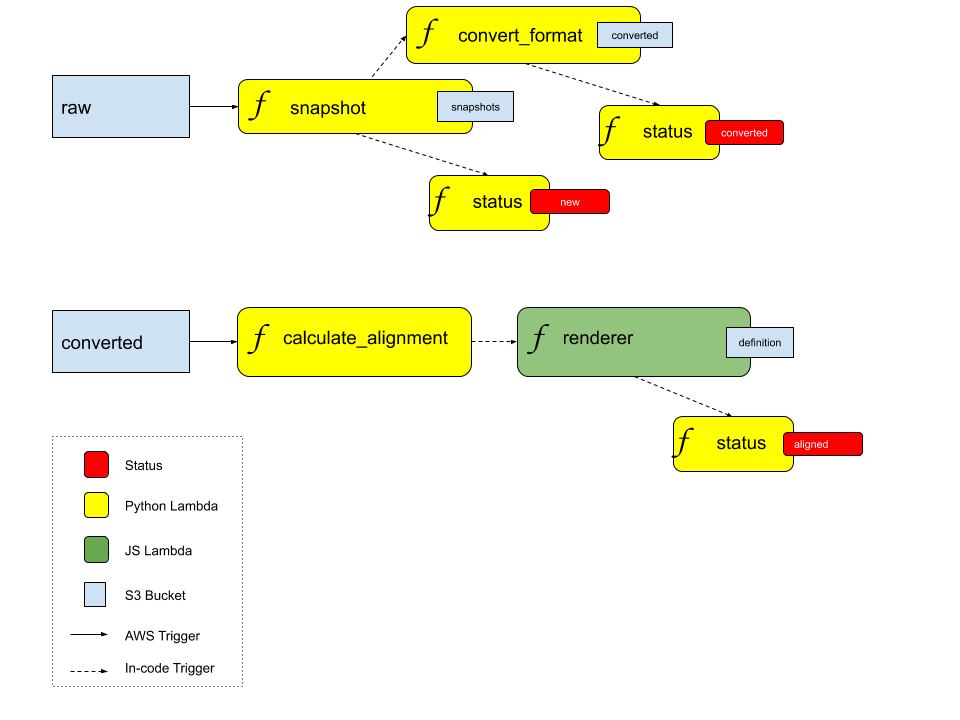 f convert_format converted
raw
f snapshot snapshots
f status converted
f status new
converted
f calculate_alignment
f renderer definition
f status aligned
Status
Python Lambda
JS Lambda
S3 Bucket
AWS Trigger
In-code Trigger